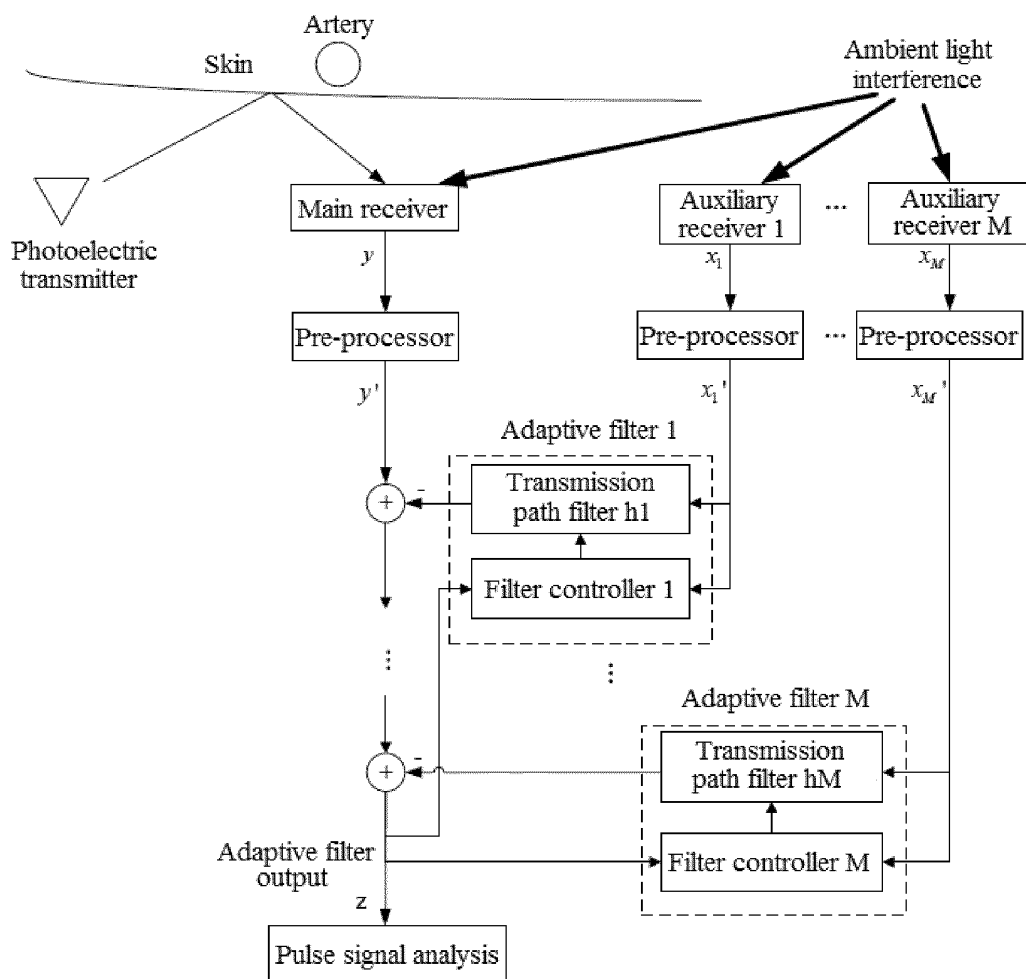 Artery
Skin
Ambient light
interference
Photoelectric
transmitter
Main receiver
Auxiliary
receiver 1
...
Auxiliary
receiver M
y
x₁
x_M
Pre-processor
Pre-processor
...
Pre-processor
y'
x₁'
x_M'
Adaptive filter 1
Transmission
path filter h1
-
+
Filter controller 1
...
...
Adaptive filter M
Transmission
path filter hM
-
+
Filter controller M
Adaptive filter
output
z
Pulse signal analysis